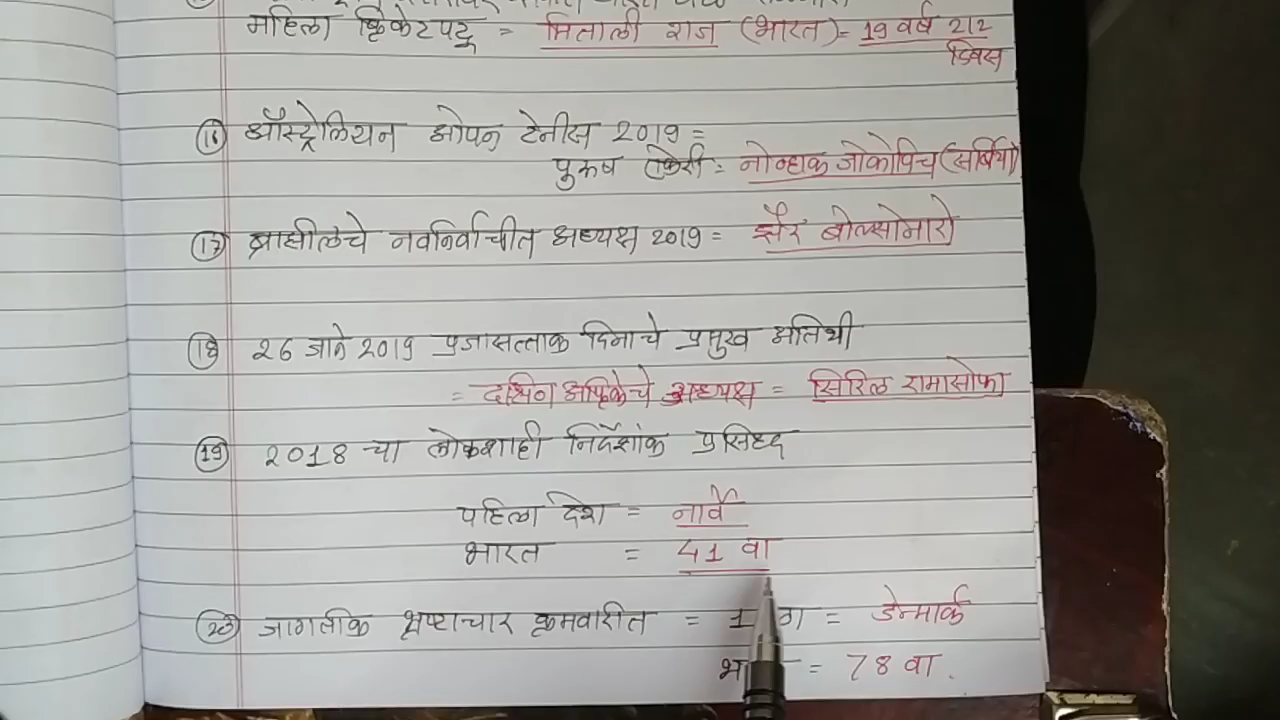 महिला क्रिकेटपटू = मिताली राज (भारत) = 19 वर्ष 212
दिवस
16 ऑस्ट्रेलियन ओपन टेनीस 2019 =
पुरुष एकेरी = नोव्हाक जोकोविच (सर्बिया)
17 ब्राझीलचे नवनिर्वाचीत अध्यक्ष 2019 = झैर बोल्सोनारो
18 26 जाने 2019 प्रजासत्ताक दिनाचे प्रमुख अतिथी
= दक्षिण आफ्रिकेचे अध्यक्ष = सिरिल रामासोफा
19 2018 चा लोकशाही निर्देशांक प्रसिध्द
पहिला देश = नार्वे
भारत = 41 वा
20 जागतीक भ्रष्टाचार क्रमवारीत = 1 = डेन्मार्क
= 78 वा.